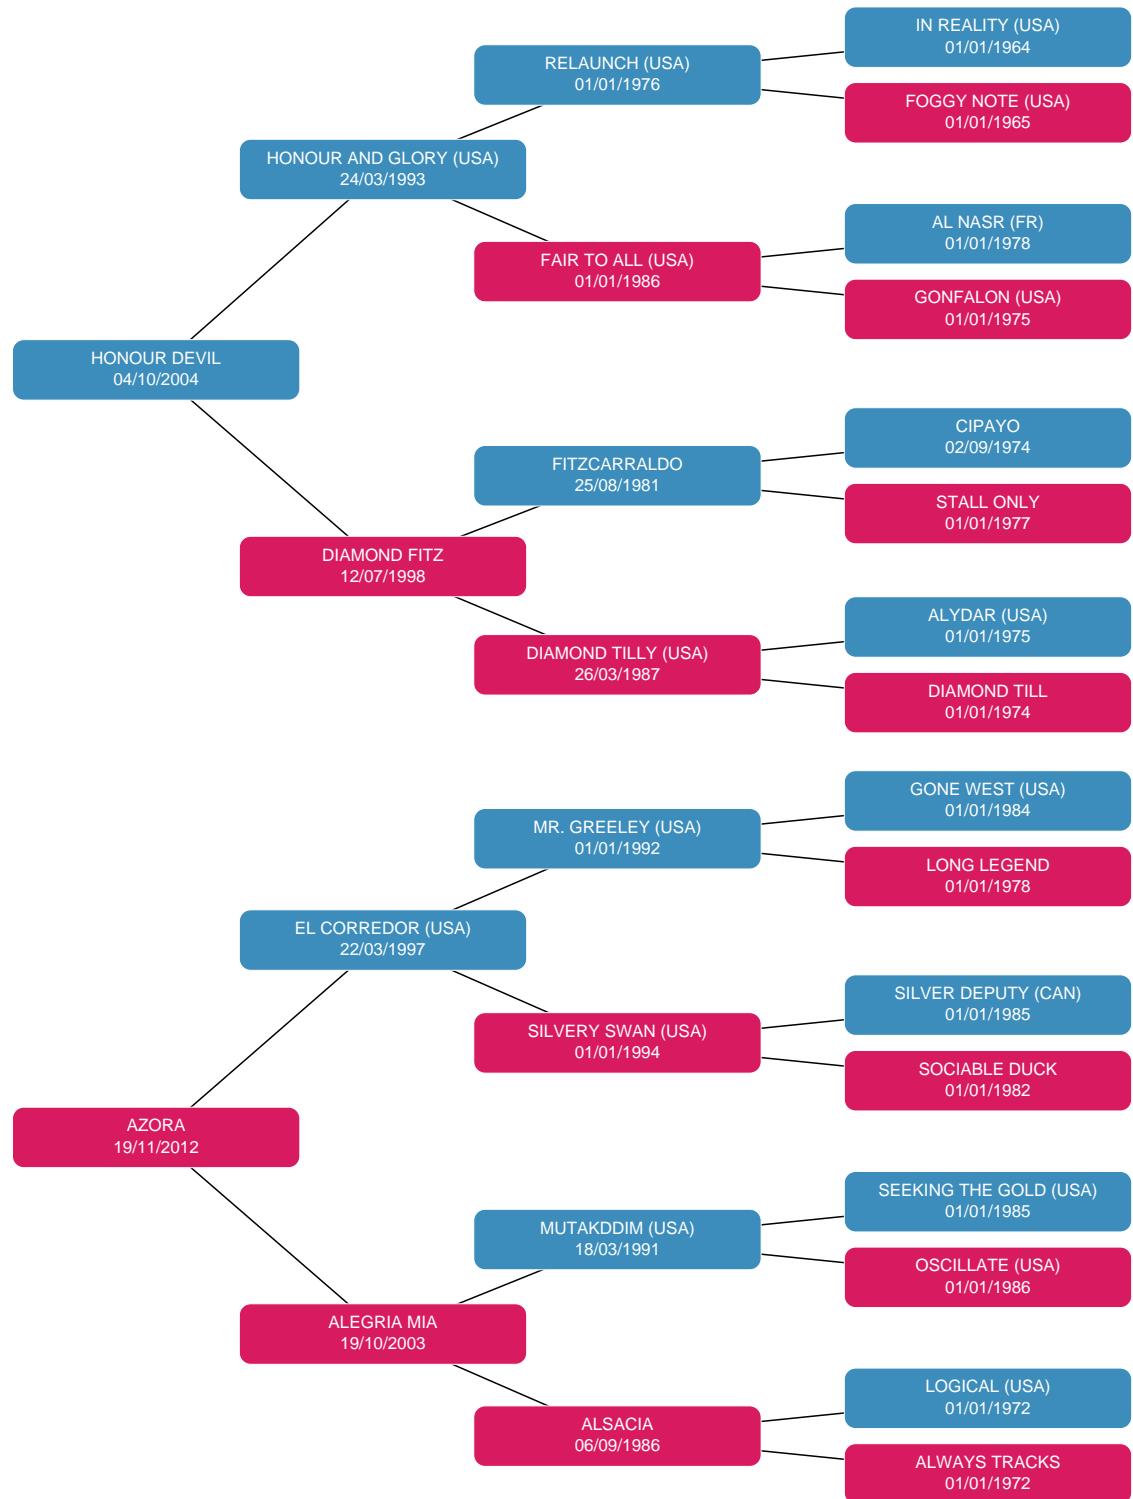 IN REALITY (USA)
01/01/1964
RELAUNCH (USA)
01/01/1976
FOGGY NOTE (USA)
01/01/1965
HONOUR AND GLORY (USA)
24/03/1993
AL NASR (FR)
01/01/1978
FAIR TO ALL (USA)
01/01/1986
GONFALON (USA)
01/01/1975
HONOUR DEVIL
04/10/2004
CIPAYO
02/09/1974
FITZCARRALDO
25/08/1981
STALL ONLY
01/01/1977
DIAMOND FITZ
12/07/1998
ALYDAR (USA)
01/01/1975
DIAMOND TILLY (USA)
26/03/1987
DIAMOND TILL
01/01/1974
GONE WEST (USA)
01/01/1984
MR. GREELEY (USA)
01/01/1992
LONG LEGEND
01/01/1978
EL CORREDOR (USA)
22/03/1997
SILVER DEPUTY (CAN)
01/01/1985
SILVERY SWAN (USA)
01/01/1994
SOCIABLE DUCK
01/01/1982
AZORA
19/11/2012
SEEKING THE GOLD (USA)
01/01/1985
MUTAKDDIM (USA)
18/03/1991
OSCILLATE (USA)
01/01/1986
ALEGRIA MIA
19/10/2003
LOGICAL (USA)
01/01/1972
ALSACIA
06/09/1986
ALWAYS TRACKS
01/01/1972